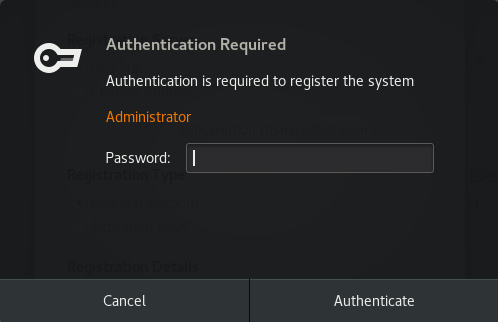 Authentication Required
Authentication is required to register the system
Administrator
Password:
Registration Type
Registration Details
Cancel
Authenticate